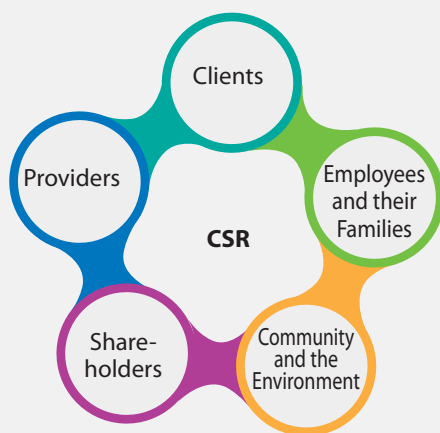 Clients
Providers
Employees
and their
Families
CSR
Share-
holders
Community
and the
Environment